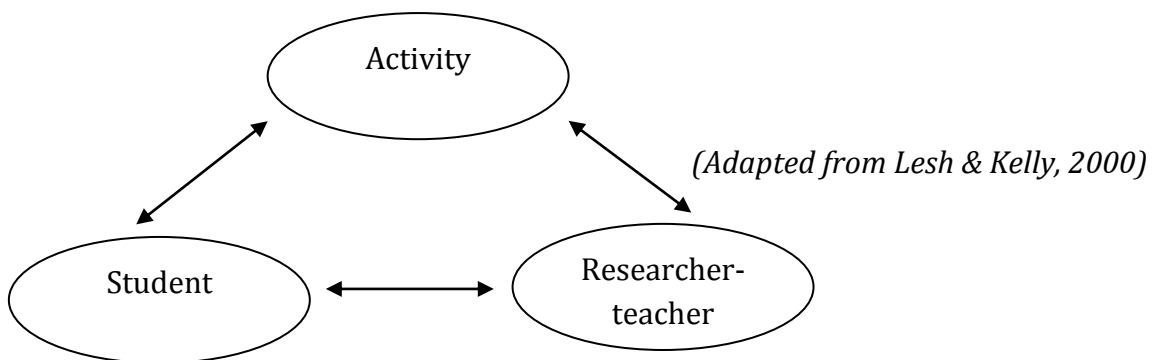 Activity
(Adapted from Lesh & Kelly, 2000)
Student
Researcher-
teacher